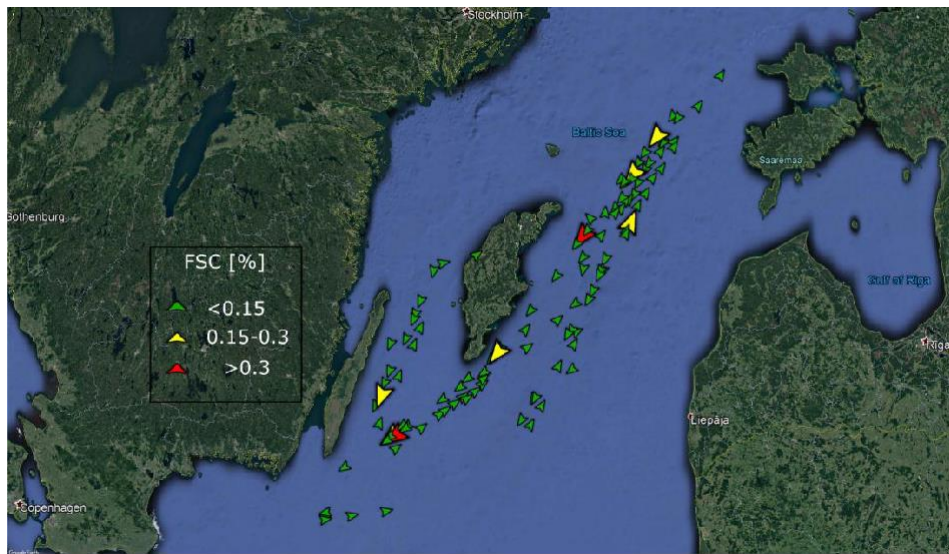 Stockholm
Baltic Sea
Saaremaa
Gothenburg
FSC [%]
<0.15
0.15-0.3
>0.3
Gulf of Riga
Riga
Liepāja
Copenhagen